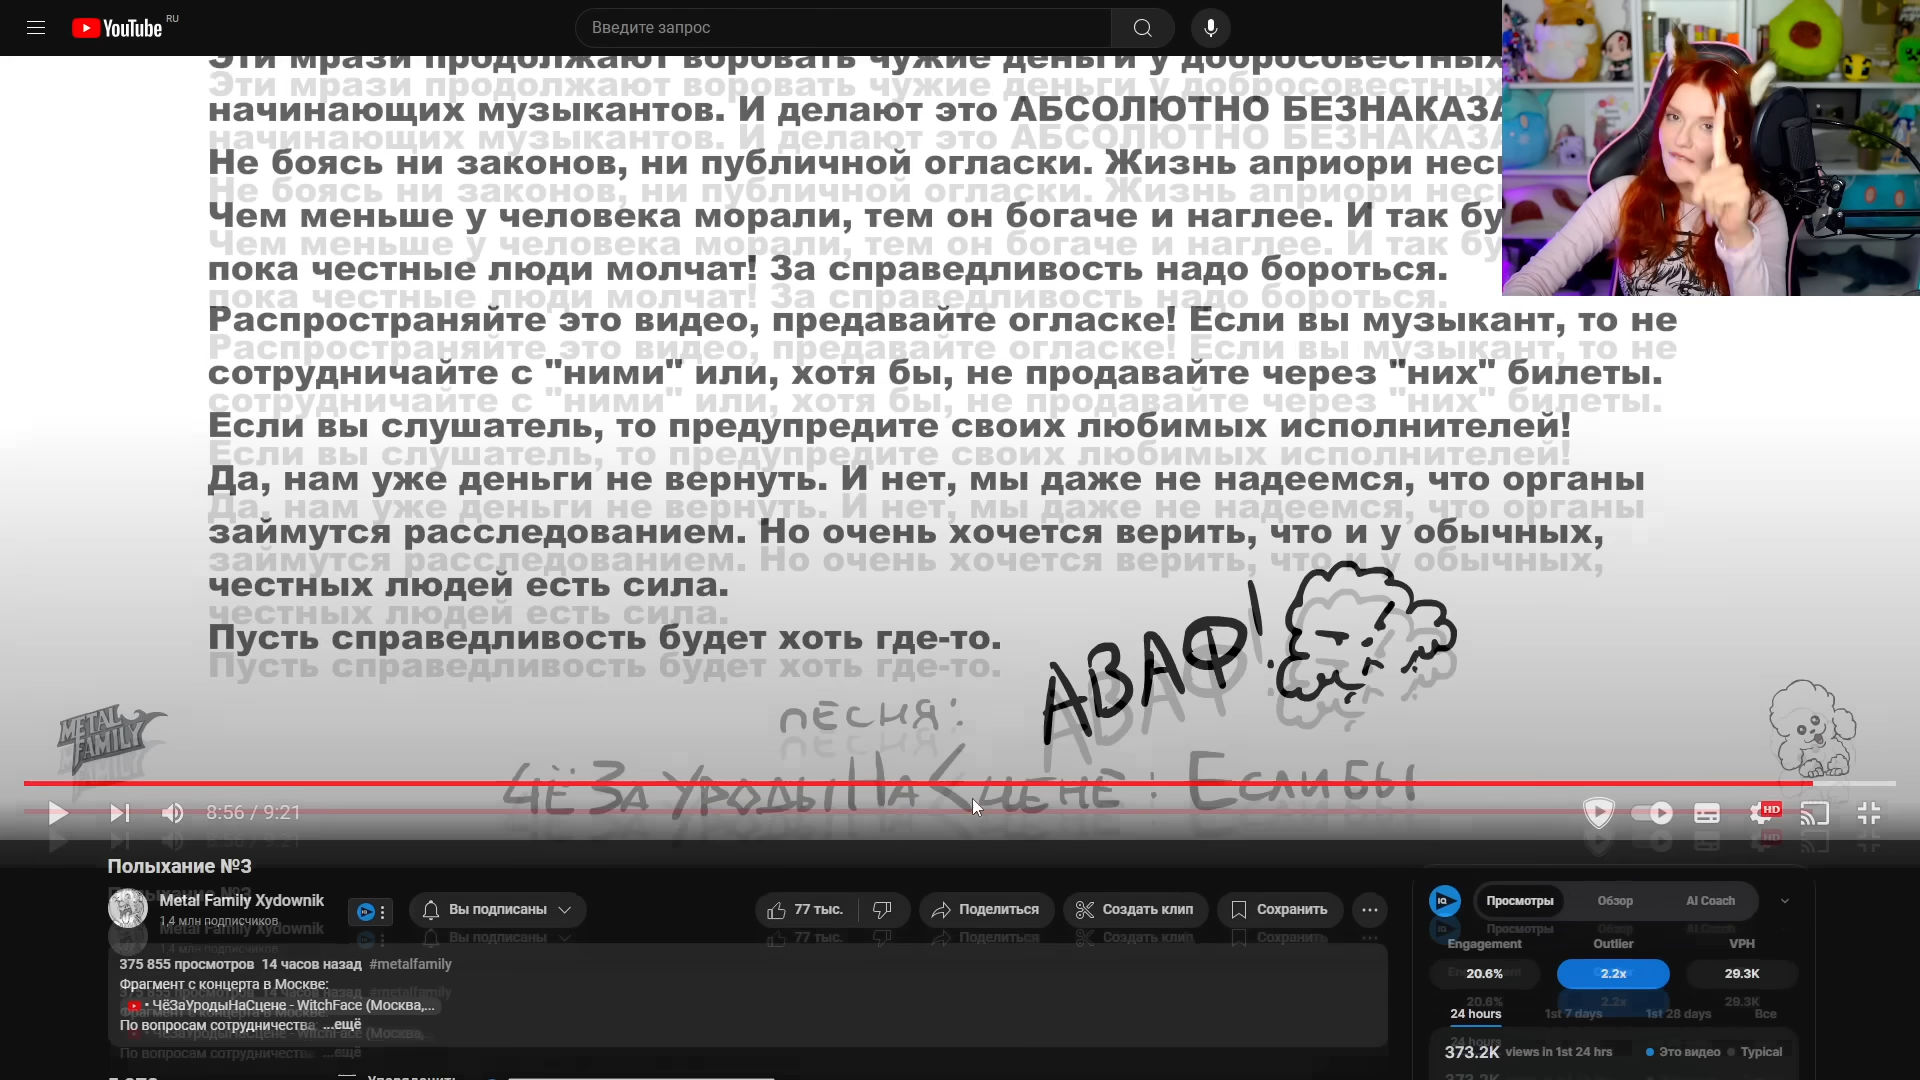 YouTube RU
Введите запрос
Эти мрази продолжают воровать чужие деньги у добросовестных
начинающих музыкантов. И делают это АБСОЛЮТНО
Не боясь ни законов, ни публичной огласки. Жизнь априори
Чем меньше у человека морали, тем он богаче и наглее. И так
пока честные люди молчат! За справедливость надо бороться.
Распространяйте это видео, предавайте огласке! Если вы музыкант, то не
сотрудничайте с "ними" или, хотя бы, не продавайте через "них" билеты.
Если вы слушатель, то предупредите своих любимых исполнителей!
Да, нам уже деньги не вернуть. И нет, мы даже не надеемся, что органы
займутся расследованием. Но очень хочется верить, что и у обычных,
честных людей есть сила.
Пусть справедливость будет хоть где-то.
АВАФ!
METAL FAMILY
ПЕСНЯ:
ЧЁЗАУРОДЫНАСЦЕНЕ: ЕСЛИ БЫ
8:56 / 9:21
HD
Полыхание №3
Metal Family Xydownik
1,4 млн подписчиков
Вы подписаны
77 тыс.
Поделиться
Создать клип
Сохранить
375 855 просмотров 14 часов назад #metalfamily
Фрагмент с концерта в Москве:
• ЧёЗаУродыНаСцене - WitchFace (Москва,...
По вопросам сотрудничества ...ещё
IQ Просмотры Обзор AI Coach
Engagement Outlier VPH
20.6% 2.2x 29.3K
24 hours 1st 7 days 1st 28 days Все
373.2K views in 1st 24 hrs Это видео Typical